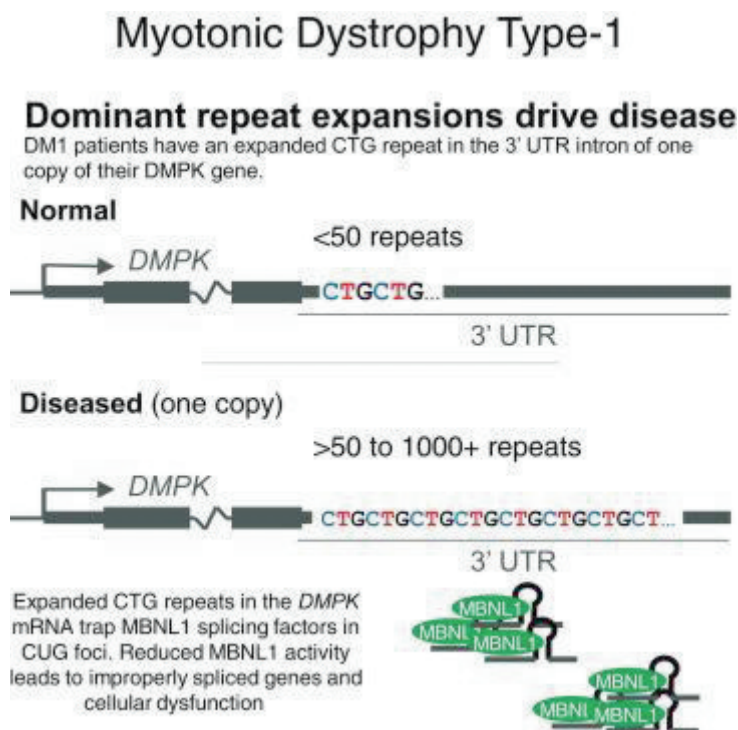 Myotonic Dystrophy Type-1
Dominant repeat expansions drive disease
DM1 patients have an expanded CTG repeat in the 3' UTR intron of one
copy of their DMPK gene.
Normal
<50 repeats
DMPK
CTGCTG...
3' UTR
Diseased (one copy)
>50 to 1000+ repeats
DMPK
CTGCTGCTGCTGCTGCTGCTGCT...
3' UTR
Expanded CTG repeats in the DMPK
mRNA trap MBNL1 splicing factors in
CUG foci. Reduced MBNL1 activity
leads to improperly spliced genes and
cellular dysfunction
MBNL1
MBNL
MBNL1
MBNL1
MBNL
MBNL1